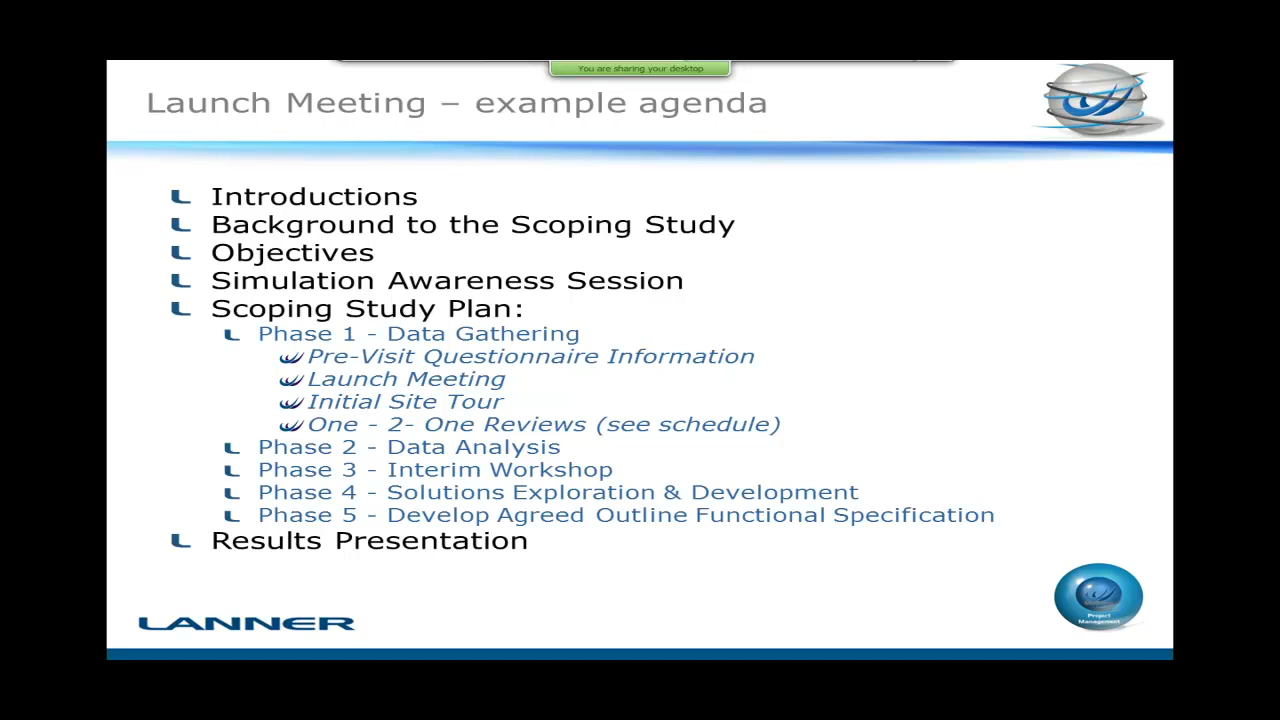 You are sharing your desktop
Launch Meeting – example agenda
Introductions
Background to the Scoping Study
Objectives
Simulation Awareness Session
Scoping Study Plan:
Phase 1 - Data Gathering
Pre-Visit Questionnaire Information
Launch Meeting
Initial Site Tour
One - 2- One Reviews (see schedule)
Phase 2 - Data Analysis
Phase 3 - Interim Workshop
Phase 4 - Solutions Exploration & Development
Phase 5 - Develop Agreed Outline Functional Specification
Results Presentation
LANNER
Project
Management